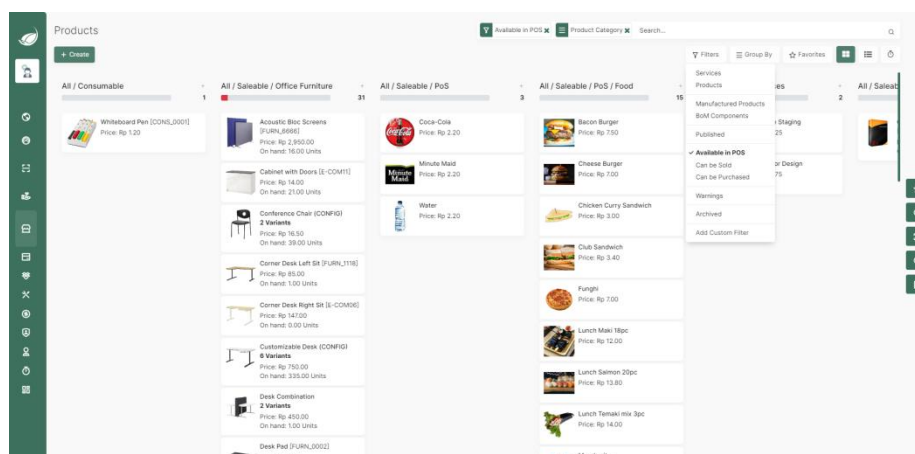 Products
Available in POS
Product Category
Search...
+ Create
Filters
Group By
Favorites
All / Consumable
1
Whiteboard Pen [CONS_0001]
Price: Rp 1.20
All / Saleable / Office Furniture
31
Acoustic Bloc Screens
[FURN_6666]
Price: Rp 2,950.00
On hand: 16.00 Units
Cabinet with Doors [E-COM11]
Price: Rp 14.00
On hand: 21.00 Units
Conference Chair (CONFIG)
2 Variants
Price: Rp 16.50
On hand: 39.00 Units
Corner Desk Left Sit [FURN_1118]
Price: Rp 85.00
On hand: 1.00 Units
Corner Desk Right Sit [E-COM06]
Price: Rp 147.00
On hand: 0.00 Units
Customizable Desk (CONFIG)
6 Variants
Price: Rp 750.00
On hand: 335.00 Units
Desk Combination
2 Variants
Price: Rp 450.00
On hand: 1.00 Units
Desk Pad [FURN_0002]
All / Saleable / PoS
3
Coca-Cola
Price: Rp 2.20
Minute Maid
Price: Rp 2.20
Water
Price: Rp 2.20
All / Saleable / PoS / Food
15
Bacon Burger
Price: Rp 7.50
Cheese Burger
Price: Rp 7.00
Chicken Curry Sandwich
Price: Rp 3.00
Club Sandwich
Price: Rp 3.40
Funghi
Price: Rp 7.00
Lunch Maki 18pc
Price: Rp 12.00
Lunch Salmon 20pc
Price: Rp 13.80
Lunch Temaki mix 3pc
Price: Rp 14.00
Services
Products
Manufactured Products
BoM Components
Published
Available in POS
Can be Sold
Can be Purchased
Warnings
Archived
Add Custom Filter
2
Staging
25
or Design
75
All / Saleab